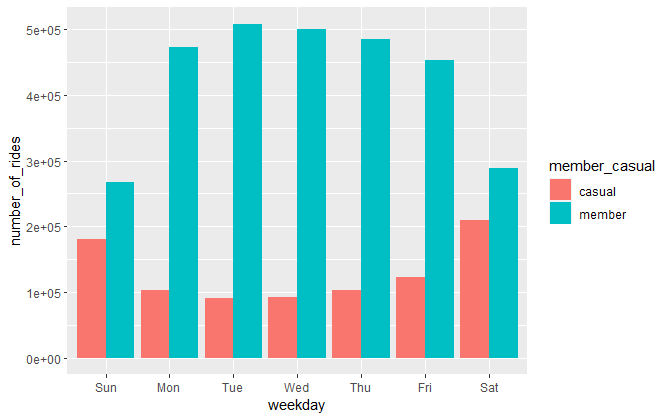 5e+05
4e+05
3e+05
2e+05
1e+05
0e+00
number_of_rides
Sun Mon Tue Wed Thu Fri Sat
weekday
member_casual
casual
member